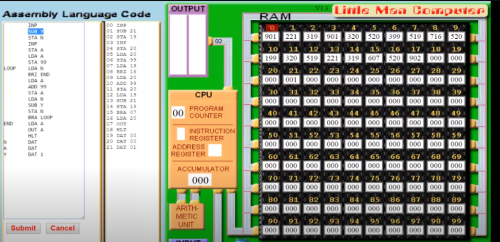 Assembly Language Code
INP
SUB Y
STA N
INP
STA A
LDA A
STA 99
LOOP LDA N
BRZ END
LDA A
ADD 99
STA A
LDA N
SUB Y
STA N
BRA LOOP
END LDA A
OUT A
HLT
N DAT
A DAT
Y DAT 1
Submit Cancel
00 INP
01 SUB 21
02 STA 19
03 INP
04 STA 20
05 LDA 20
06 STA 99
07 LDA 19
08 BRZ 16
09 LDA 20
10 ADD 99
11 STA 20
12 LDA 19
13 SUB 21
14 STA 19
15 BRA 07
16 LDA 20
17 OUT
18 HLT
19 DAT 00
20 DAT 00
21 DAT 01
OUTPUT
02
CPU
00 PROGRAM COUNTER
INSTRUCTION REGISTER
ADDRESS REGISTER
ACCUMULATOR
000
ARITH-
METIC
UNIT
INPUT
RAM
Little Man Computer
0 1 2 3 4 5 6 7 8 9
901 221 319 901 320 520 399 519 716 520
10 11 12 13 14 15 16 17 18 19
199 320 519 221 319 607 520 902 000 000
20 21 22 23 24 25 26 27 28 29
000 001 000 000 000 000 000 000 000 000
30 31 32 33 34 35 36 37 38 39
000 000 000 000 000 000 000 000 000 000
40 41 42 43 44 45 46 47 48 49
000 000 000 000 000 000 000 000 000 000
50 51 52 53 54 55 56 57 58 59
000 000 000 000 000 000 000 000 000 000
60 61 62 63 64 65 66 67 68 69
000 000 000 000 000 000 000 000 000 000
70 71 72 73 74 75 76 77 78 79
000 000 000 000 000 000 000 000 000 000
80 81 82 83 84 85 86 87 88 89
000 000 000 000 000 000 000 000 000 000
90 91 92 93 94 95 96 97 98 99
000 000 000 000 000 000 000 000 000 000